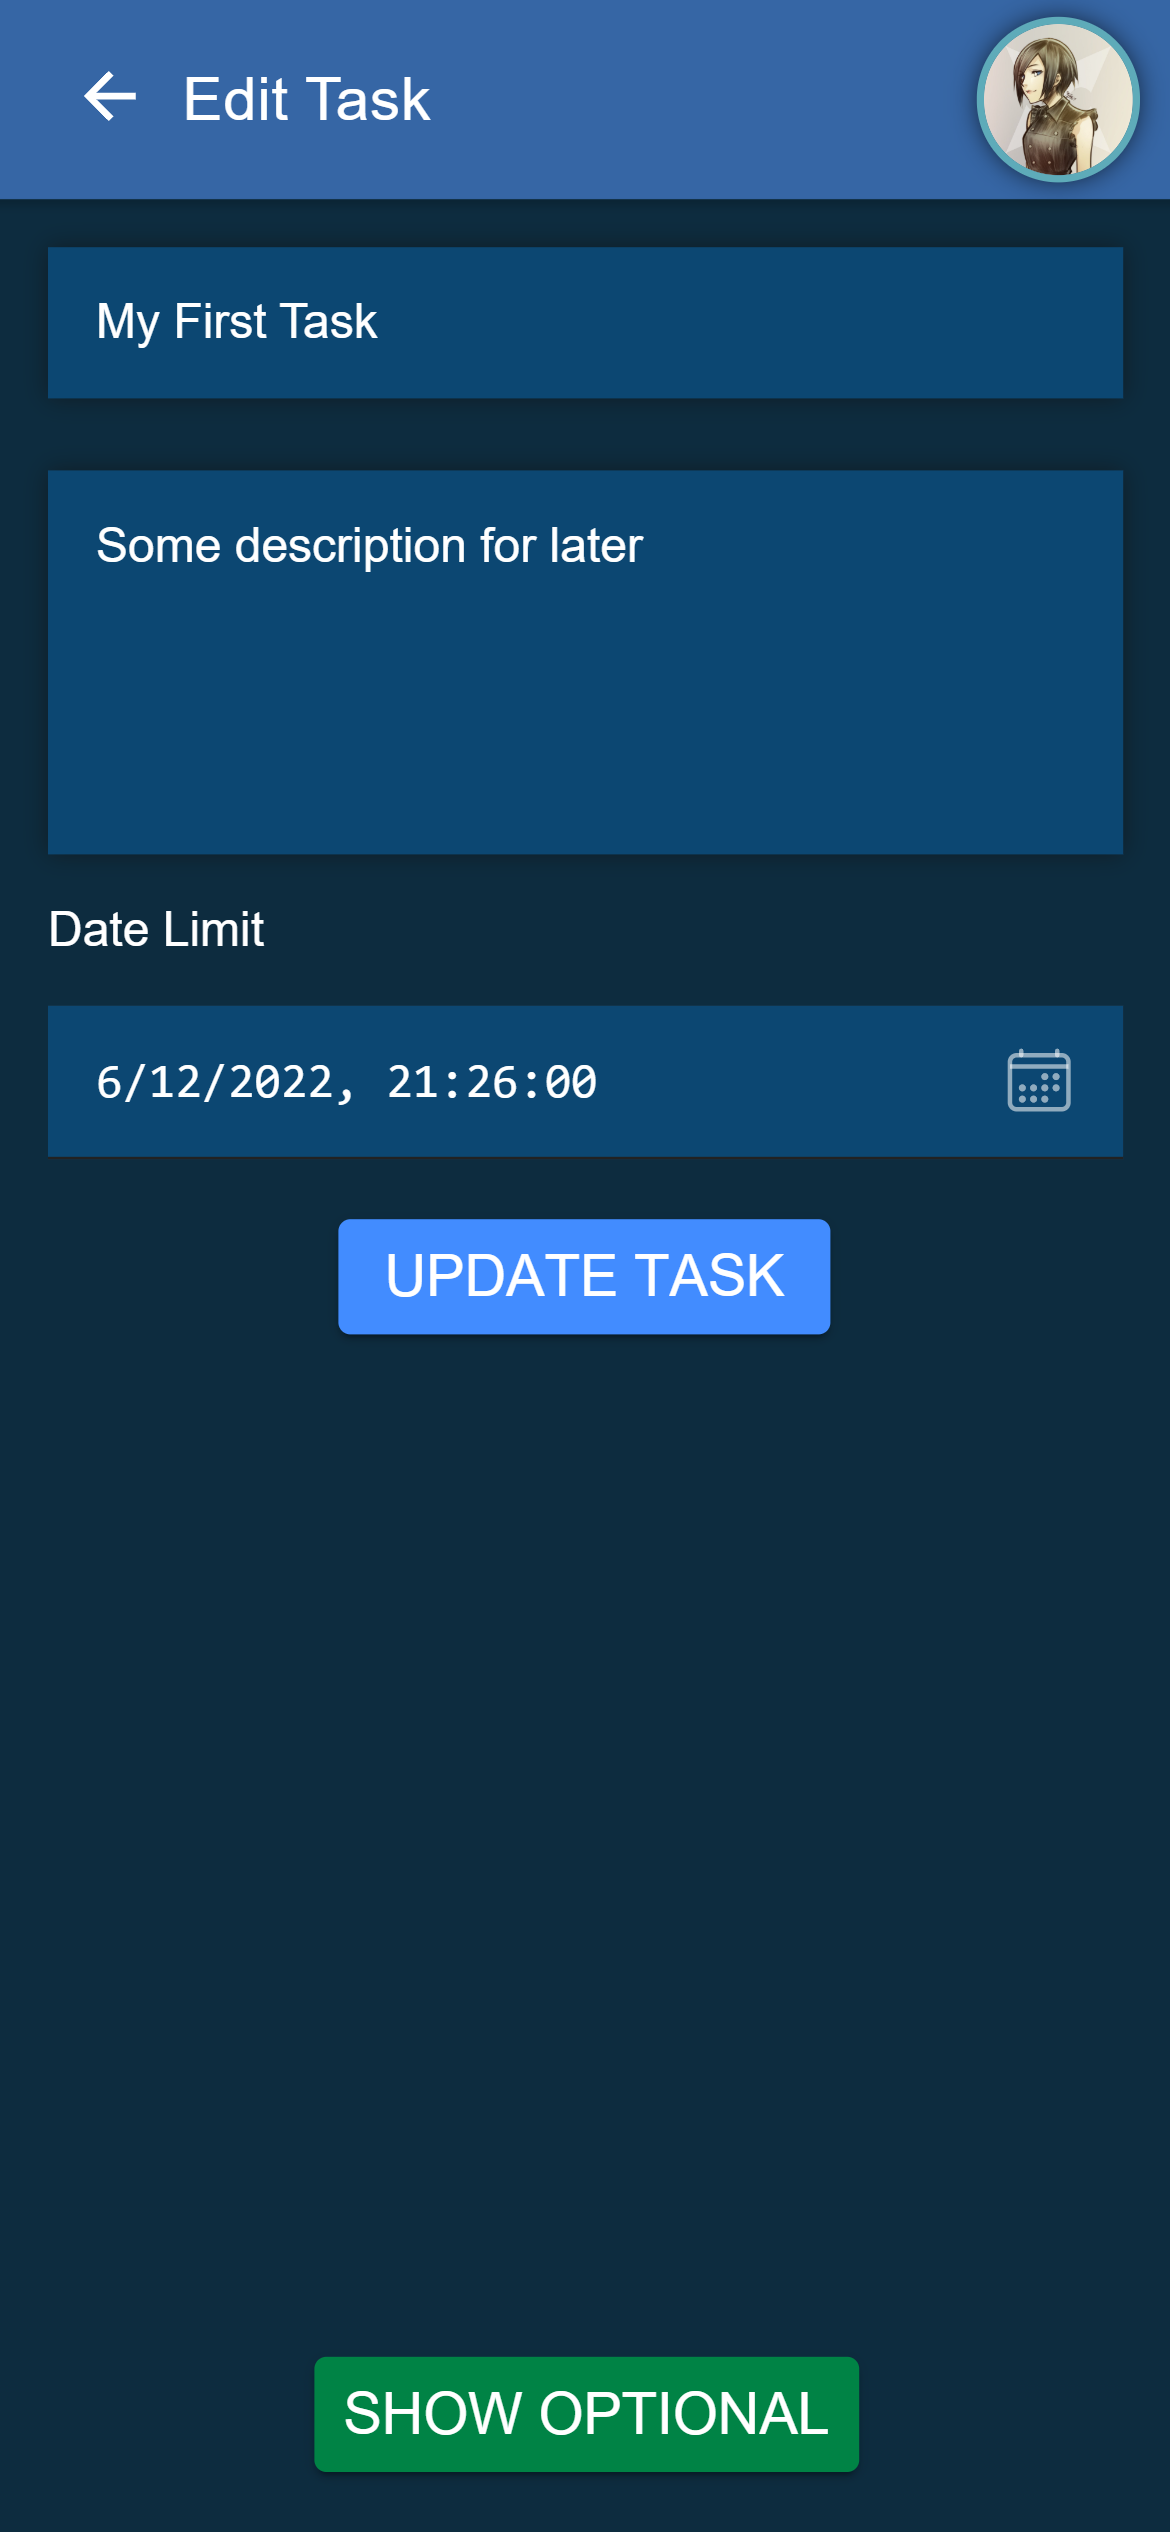 Edit Task
My First Task
Some description for later
Date Limit
6/12/2022, 21:26:00
UPDATE TASK
SHOW OPTIONAL